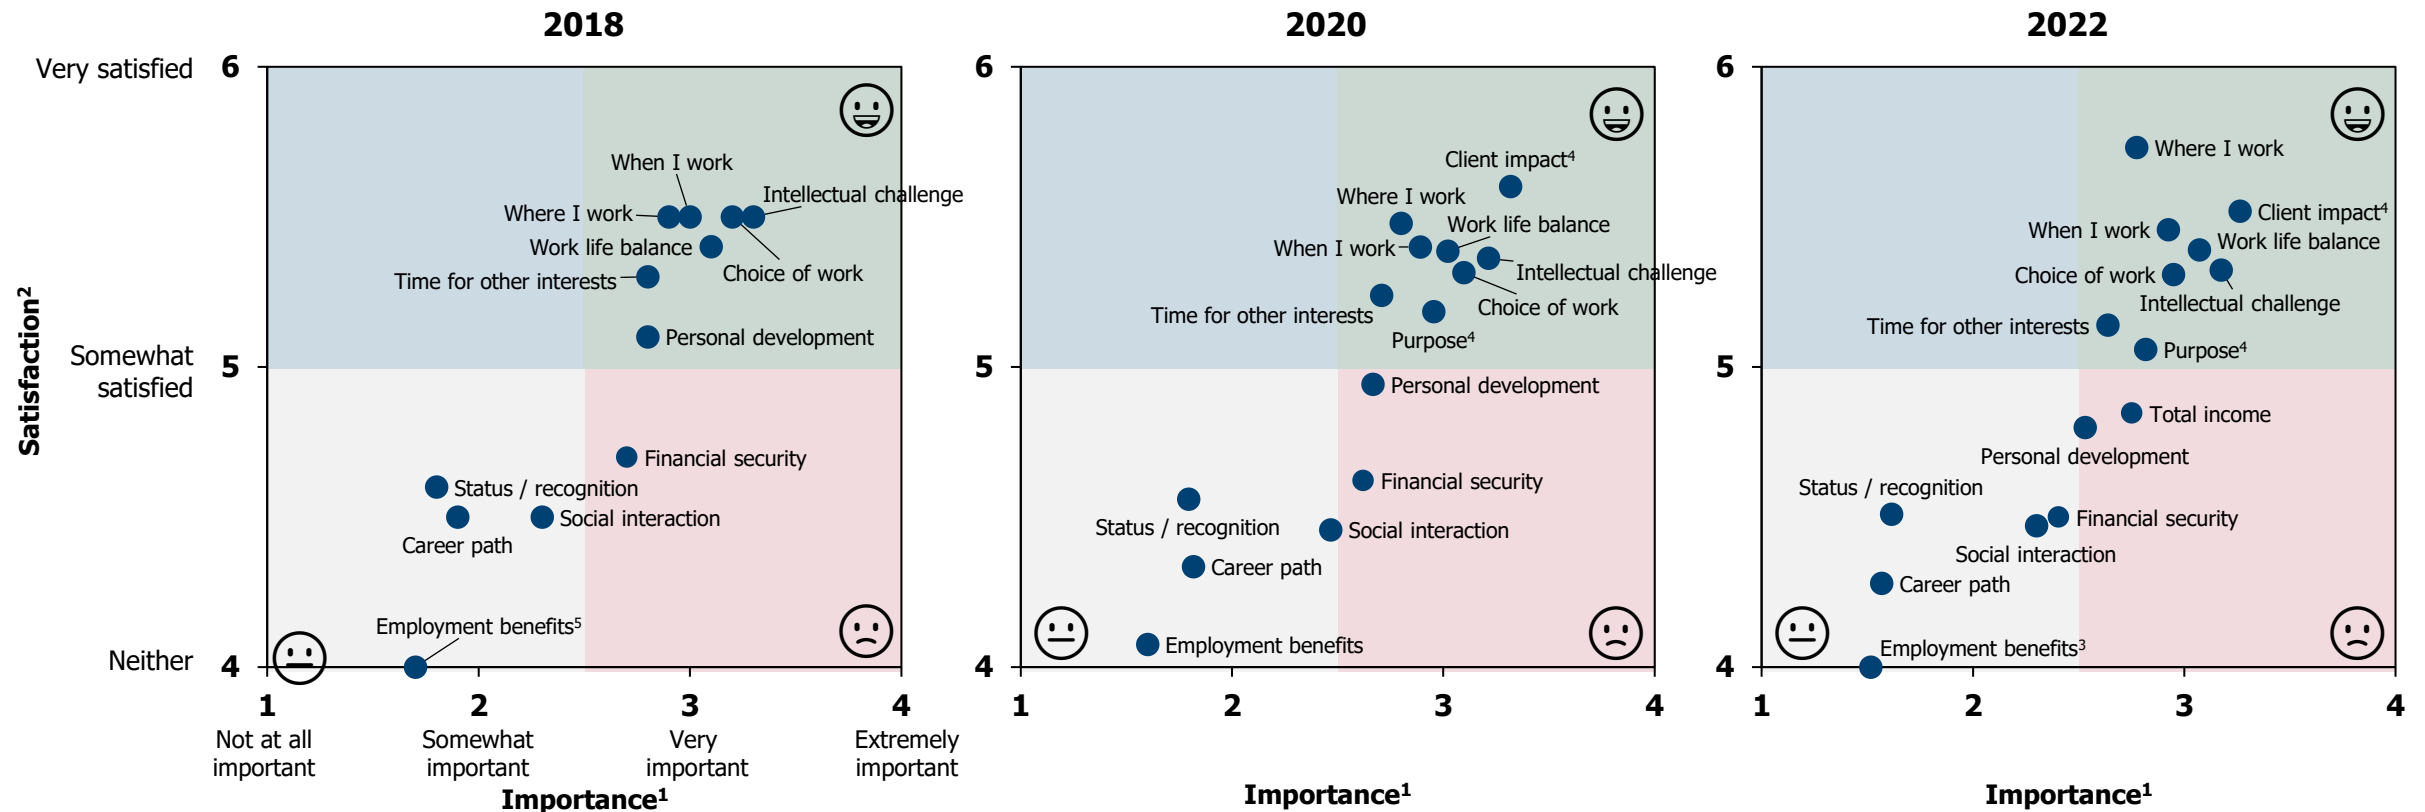 2018
Very satisfied
6
When I work
Intellectual challenge
Where I work
Work life balance
Choice of work
Time for other interests
Personal development
Satisfaction²
Somewhat
satisfied
5
Financial security
Status / recognition
Social interaction
Career path
Employment benefits⁵
Neither
4
1
2
3
4
Not at all
important
Somewhat
important
Very
important
Extremely
important
Importance¹
2020
6
Client impact⁴
Where I work
Work life balance
When I work
Intellectual challenge
Choice of work
Time for other interests
Purpose⁴
5
Personal development
Financial security
Status / recognition
Social interaction
Career path
Employment benefits
4
1
2
3
4
Importance¹
2022
6
Where I work
Client impact⁴
When I work
Work life balance
Choice of work
Intellectual challenge
Time for other interests
Purpose⁴
5
Total income
Personal development
Status / recognition
Financial security
Social interaction
Career path
Employment benefits³
4
1
2
3
4
Importance¹